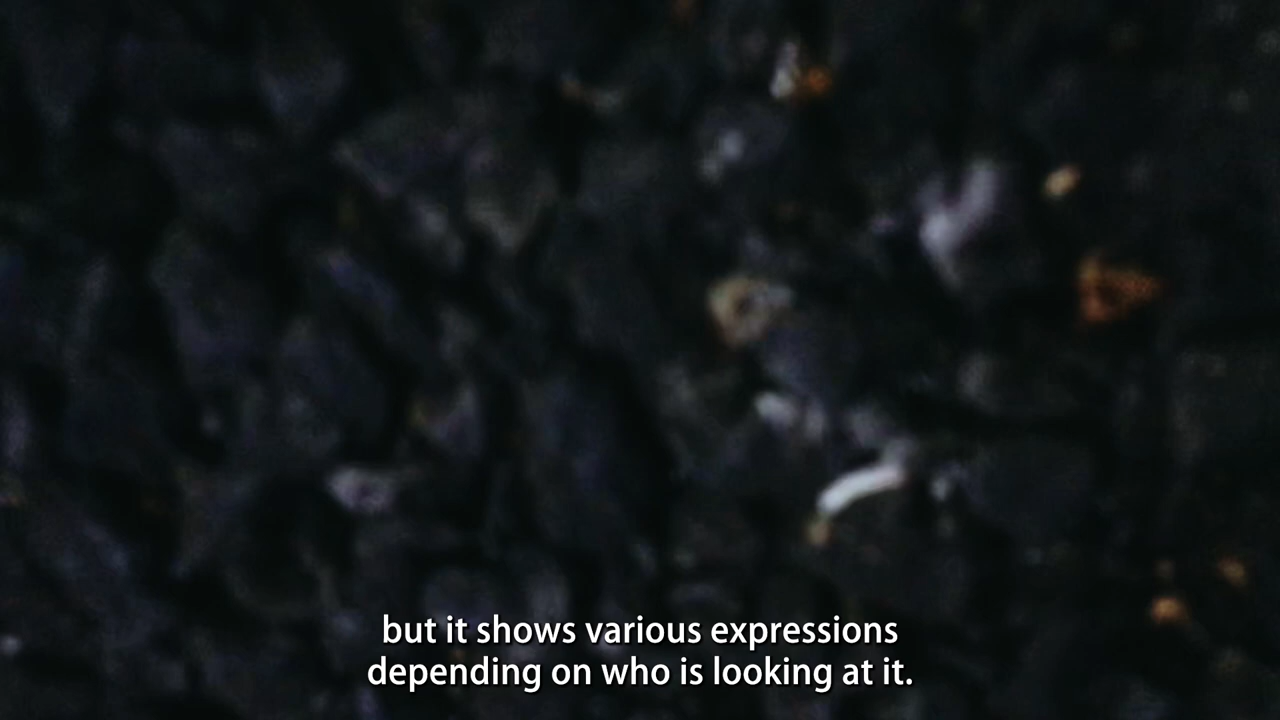 but it shows various expressions
depending on who is looking at it.